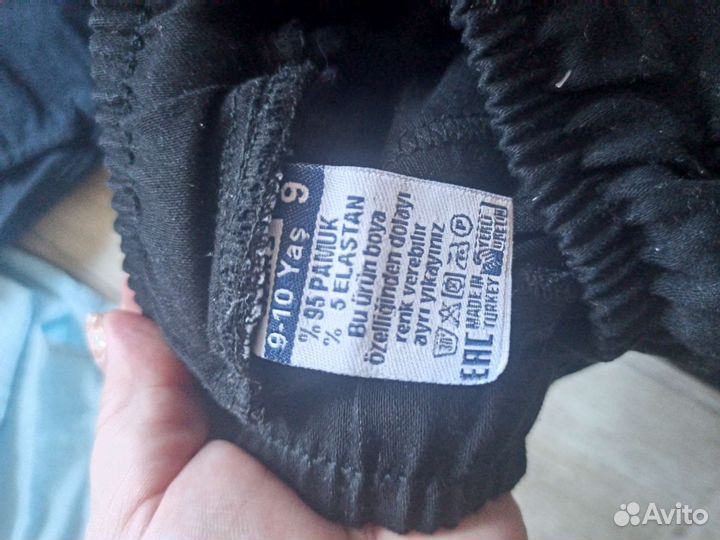 9-10 Yaş 9
% 95 PAMUK
% 5 ELASTAN
Bu ürün boya
özelliğinden dolayı
renk verebilir
ayrı yıkayınız
P
EAC MADE IN
TURKEY
YERLİ
ÜRETİM
Avito